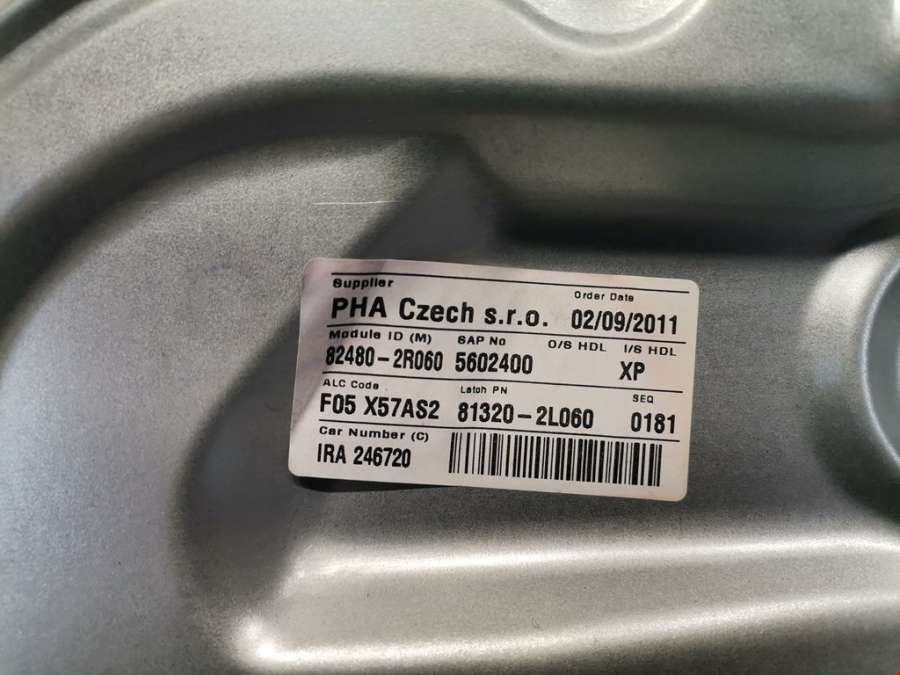 Supplier Order Date
PHA Czech s.r.o. 02/09/2011
Module ID (M) SAP No O/S HDL I/S HDL
82480-2R060 5602400 XP
ALC Code Latch PN SEQ
F05 X57AS2 81320-2L060 0181
Car Number (C)
IRA 246720